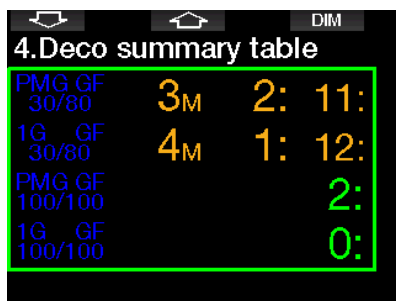 DIM
4.Deco summary table
PMG GF 3M 2: 11:
30/80
1G GF 4M 1: 12:
30/80
PMG GF 2:
100/100
1G GF 0:
100/100